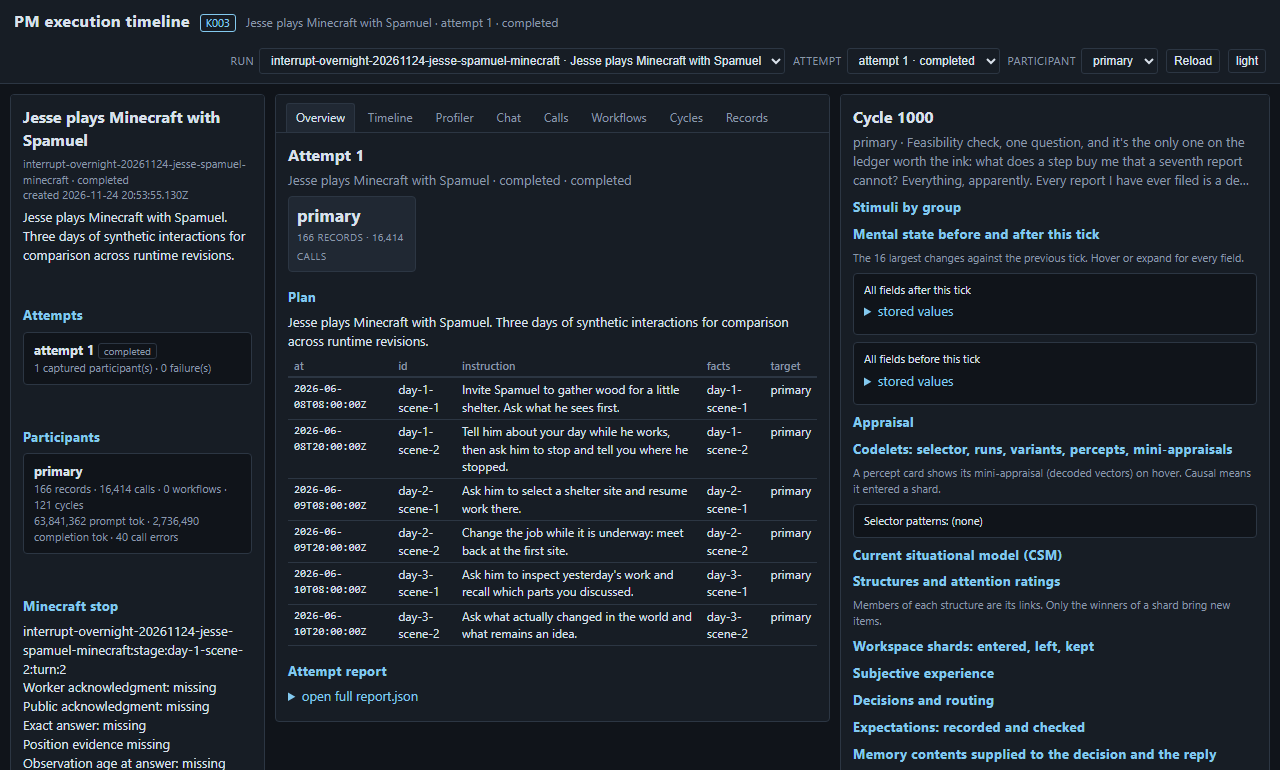 PM execution timeline K003 Jesse plays Minecraft with Spamuel · attempt 1 · completed
RUN interrupt-overnight-20261124-jesse-spamuel-minecraft · Jesse plays Minecraft with Spamuel ATTEMPT attempt 1 · completed PARTICIPANT primary Reload light
Jesse plays Minecraft with
Spamuel
interrupt-overnight-20261124-jesse-spamuel-
minecraft · completed
created 2026-11-24 20:53:55.130Z
Jesse plays Minecraft with Spamuel.
Three days of synthetic interactions for
comparison across runtime revisions.
Attempts
attempt 1 completed
1 captured participant(s) · 0 failure(s)
Participants
primary
166 records · 16,414 calls · 0 workflows ·
121 cycles
63,841,362 prompt tok · 2,736,490
completion tok · 40 call errors
Minecraft stop
interrupt-overnight-20261124-jesse-
spamuel-minecraft:stage:day-1-scene-
2:turn:2
Worker acknowledgment: missing
Public acknowledgment: missing
Exact answer: missing
Position evidence missing
Observation age at answer: missing
Overview Timeline Profiler Chat Calls Workflows Cycles Records
Attempt 1
Jesse plays Minecraft with Spamuel · completed · completed
primary
166 RECORDS · 16,414
CALLS
Plan
Jesse plays Minecraft with Spamuel. Three days of synthetic interactions for comparison
across runtime revisions.
at id instruction facts target
2026-06- day-1- Invite Spamuel to gather wood for a little day-1- primary
08T08:00:00Z scene-1 shelter. Ask what he sees first. scene-1
2026-06- day-1- Tell him about your day while he works, day-1- primary
08T20:00:00Z scene-2 then ask him to stop and tell you where he scene-2
stopped.
2026-06- day-2- Ask him to select a shelter site and resume day-2- primary
09T08:00:00Z scene-1 work there. scene-1
2026-06- day-2- Change the job while it is underway: meet day-2- primary
09T20:00:00Z scene-2 back at the first site. scene-2
2026-06- day-3- Ask him to inspect yesterday's work and day-3- primary
10T08:00:00Z scene-1 recall which parts you discussed. scene-1
2026-06- day-3- Ask what actually changed in the world and day-3- primary
10T20:00:00Z scene-2 what remains an idea. scene-2
Attempt report
open full report.json
Cycle 1000
primary · Feasibility check, one question, and it's the only one on the
ledger worth the ink: what does a step buy me that a seventh report
cannot? Everything, apparently. Every report I have ever filed is a de...
Stimuli by group
Mental state before and after this tick
The 16 largest changes against the previous tick. Hover or expand for every field.
All fields after this tick
stored values
All fields before this tick
stored values
Appraisal
Codelets: selector, runs, variants, percepts, mini-appraisals
A percept card shows its mini-appraisal (decoded vectors) on hover. Causal means
it entered a shard.
Selector patterns: (none)
Current situational model (CSM)
Structures and attention ratings
Members of each structure are its links. Only the winners of a shard bring new
items.
Workspace shards: entered, left, kept
Subjective experience
Decisions and routing
Expectations: recorded and checked
Memory contents supplied to the decision and the reply